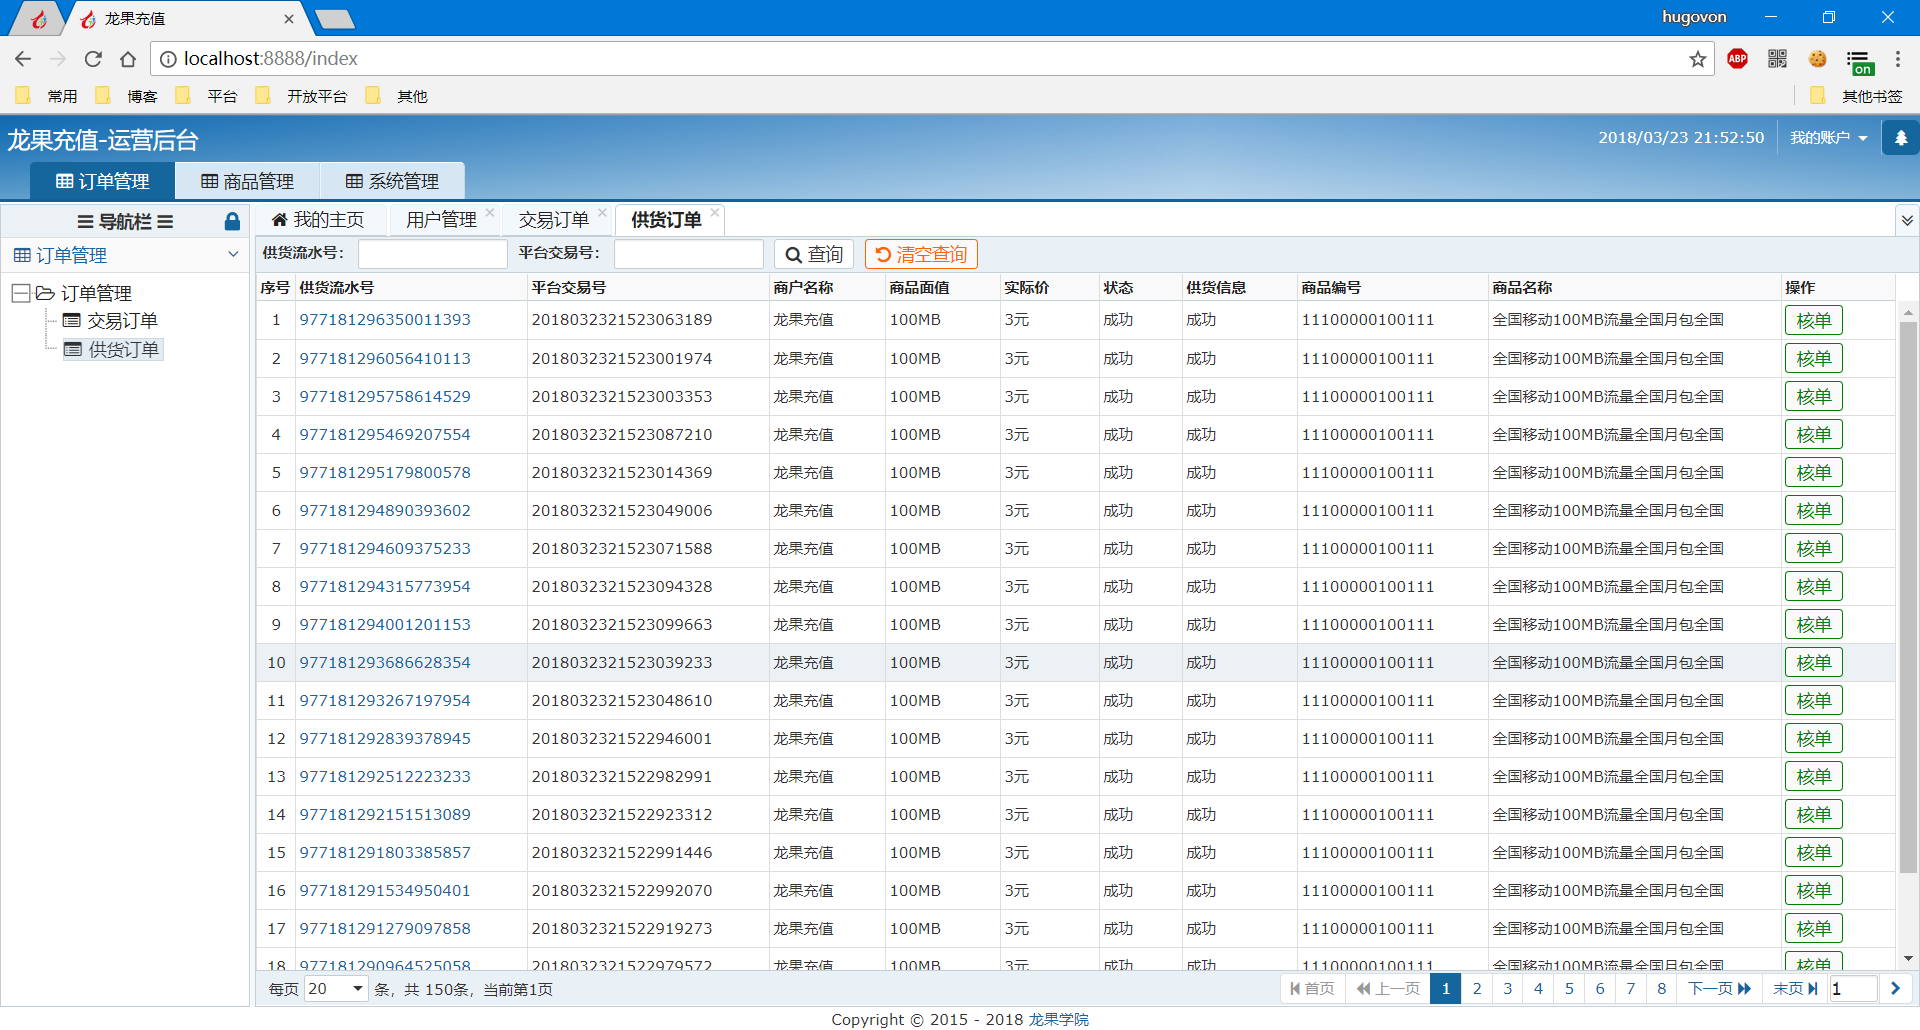 龙果充值
hugovon
localhost:8888/index
ABP
on
常用 博客 平台 开放平台 其他 其他书签
龙果充值-运营后台
2018/03/23 21:52:50 我的账户
订单管理 商品管理 系统管理
导航栏
我的主页 用户管理 交易订单 供货订单
订单管理
订单管理
交易订单
供货订单
供货流水号: 平台交易号: 查询 清空查询
序号 供货流水号 平台交易号 商户名称 商品面值 实际价 状态 供货信息 商品编号 商品名称 操作
1 977181296350011393 2018032321523063189 龙果充值 100MB 3元 成功 成功 11100000100111 全国移动100MB流量全国月包全国 核单
2 977181296056410113 2018032321523001974 龙果充值 100MB 3元 成功 成功 11100000100111 全国移动100MB流量全国月包全国 核单
3 977181295758614529 2018032321523003353 龙果充值 100MB 3元 成功 成功 11100000100111 全国移动100MB流量全国月包全国 核单
4 977181295469207554 2018032321523087210 龙果充值 100MB 3元 成功 成功 11100000100111 全国移动100MB流量全国月包全国 核单
5 977181295179800578 2018032321523014369 龙果充值 100MB 3元 成功 成功 11100000100111 全国移动100MB流量全国月包全国 核单
6 977181294890393602 2018032321523049006 龙果充值 100MB 3元 成功 成功 11100000100111 全国移动100MB流量全国月包全国 核单
7 977181294609375233 2018032321523071588 龙果充值 100MB 3元 成功 成功 11100000100111 全国移动100MB流量全国月包全国 核单
8 977181294315773954 2018032321523094328 龙果充值 100MB 3元 成功 成功 11100000100111 全国移动100MB流量全国月包全国 核单
9 977181294001201153 2018032321523099663 龙果充值 100MB 3元 成功 成功 11100000100111 全国移动100MB流量全国月包全国 核单
10 977181293686628354 2018032321523039233 龙果充值 100MB 3元 成功 成功 11100000100111 全国移动100MB流量全国月包全国 核单
11 977181293267197954 2018032321523048610 龙果充值 100MB 3元 成功 成功 11100000100111 全国移动100MB流量全国月包全国 核单
12 977181292839378945 2018032321522946001 龙果充值 100MB 3元 成功 成功 11100000100111 全国移动100MB流量全国月包全国 核单
13 977181292512223233 2018032321522982991 龙果充值 100MB 3元 成功 成功 11100000100111 全国移动100MB流量全国月包全国 核单
14 977181292151513089 2018032321522923312 龙果充值 100MB 3元 成功 成功 11100000100111 全国移动100MB流量全国月包全国 核单
15 977181291803385857 2018032321522991446 龙果充值 100MB 3元 成功 成功 11100000100111 全国移动100MB流量全国月包全国 核单
16 977181291534950401 2018032321522992070 龙果充值 100MB 3元 成功 成功 11100000100111 全国移动100MB流量全国月包全国 核单
17 977181291279097858 2018032321522919273 龙果充值 100MB 3元 成功 成功 11100000100111 全国移动100MB流量全国月包全国 核单
18 977181290964525058 2018032321522979572 龙果充值 100MB 3元 成功 成功 11100000100111 全国移动100MB流量全国月包全国 核单
每页 20 条，共 150条，当前第1页 首页 上一页 1 2 3 4 5 6 7 8 下一页 末页 1
Copyright © 2015 - 2018 龙果学院